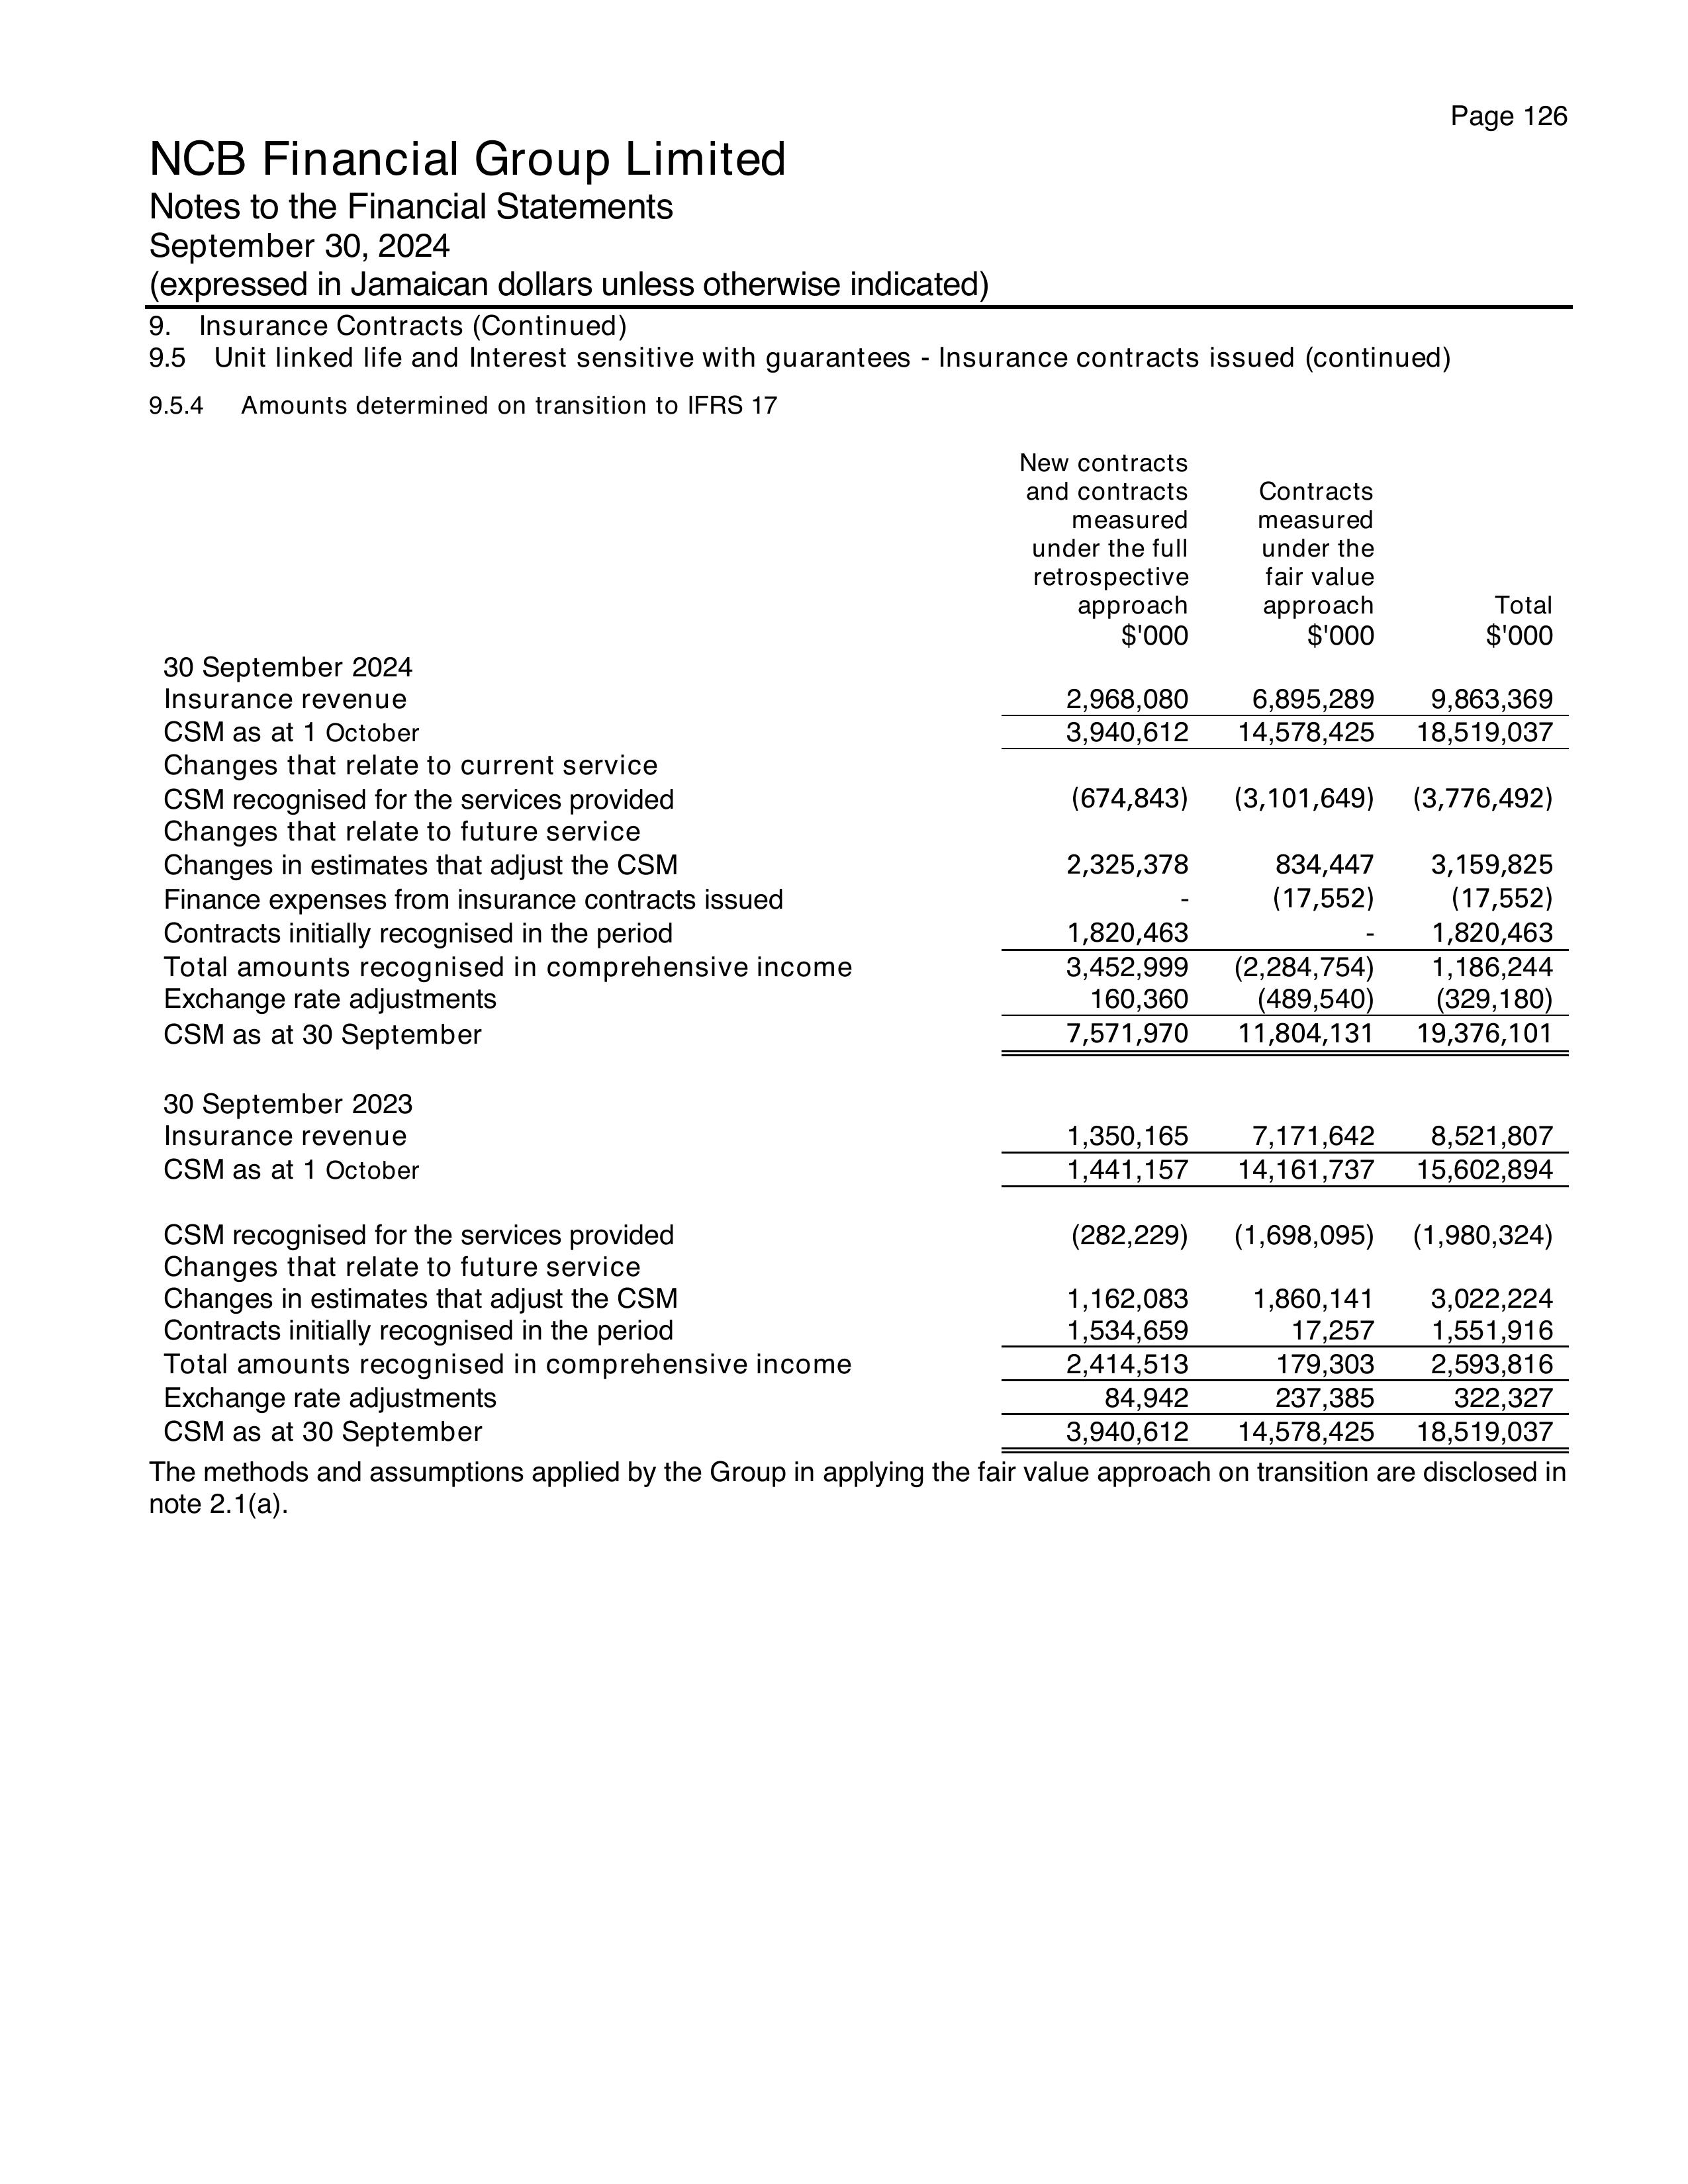 Page 126
NCB Financial Group Limited
Notes to the Financial Statements
September 30, 2024
(expressed in Jamaican dollars unless otherwise indicated)
9. Insurance Contracts (Continued)
9.5 Unit linked life and Interest sensitive with guarantees - Insurance contracts issued (continued)
9.5.4 Amounts determined on transition to IFRS 17
New contracts
and contracts Contracts
measured measured
under the full under the
retrospective fair value
approach approach Total
$'000 $'000 $'000
30 September 2024
Insurance revenue 2,968,080 6,895,289 9,863,369
CSM as at 1 October 3,940,612 14,578,425 18,519,037
Changes that relate to current service
CSM recognised for the services provided (674,843) (3,101,649) (3,776,492)
Changes that relate to future service
Changes in estimates that adjust the CSM 2,325,378 834,447 3,159,825
Finance expenses from insurance contracts issued - (17,552) (17,552)
Contracts initially recognised in the period 1,820,463 - 1,820,463
Total amounts recognised in comprehensive income 3,452,999 (2,284,754) 1,186,244
Exchange rate adjustments 160,360 (489,540) (329,180)
CSM as at 30 September 7,571,970 11,804,131 19,376,101
30 September 2023
Insurance revenue 1,350,165 7,171,642 8,521,807
CSM as at 1 October 1,441,157 14,161,737 15,602,894
CSM recognised for the services provided (282,229) (1,698,095) (1,980,324)
Changes that relate to future service
Changes in estimates that adjust the CSM 1,162,083 1,860,141 3,022,224
Contracts initially recognised in the period 1,534,659 17,257 1,551,916
Total amounts recognised in comprehensive income 2,414,513 179,303 2,593,816
Exchange rate adjustments 84,942 237,385 322,327
CSM as at 30 September 3,940,612 14,578,425 18,519,037
The methods and assumptions applied by the Group in applying the fair value approach on transition are disclosed in
note 2.1(a).